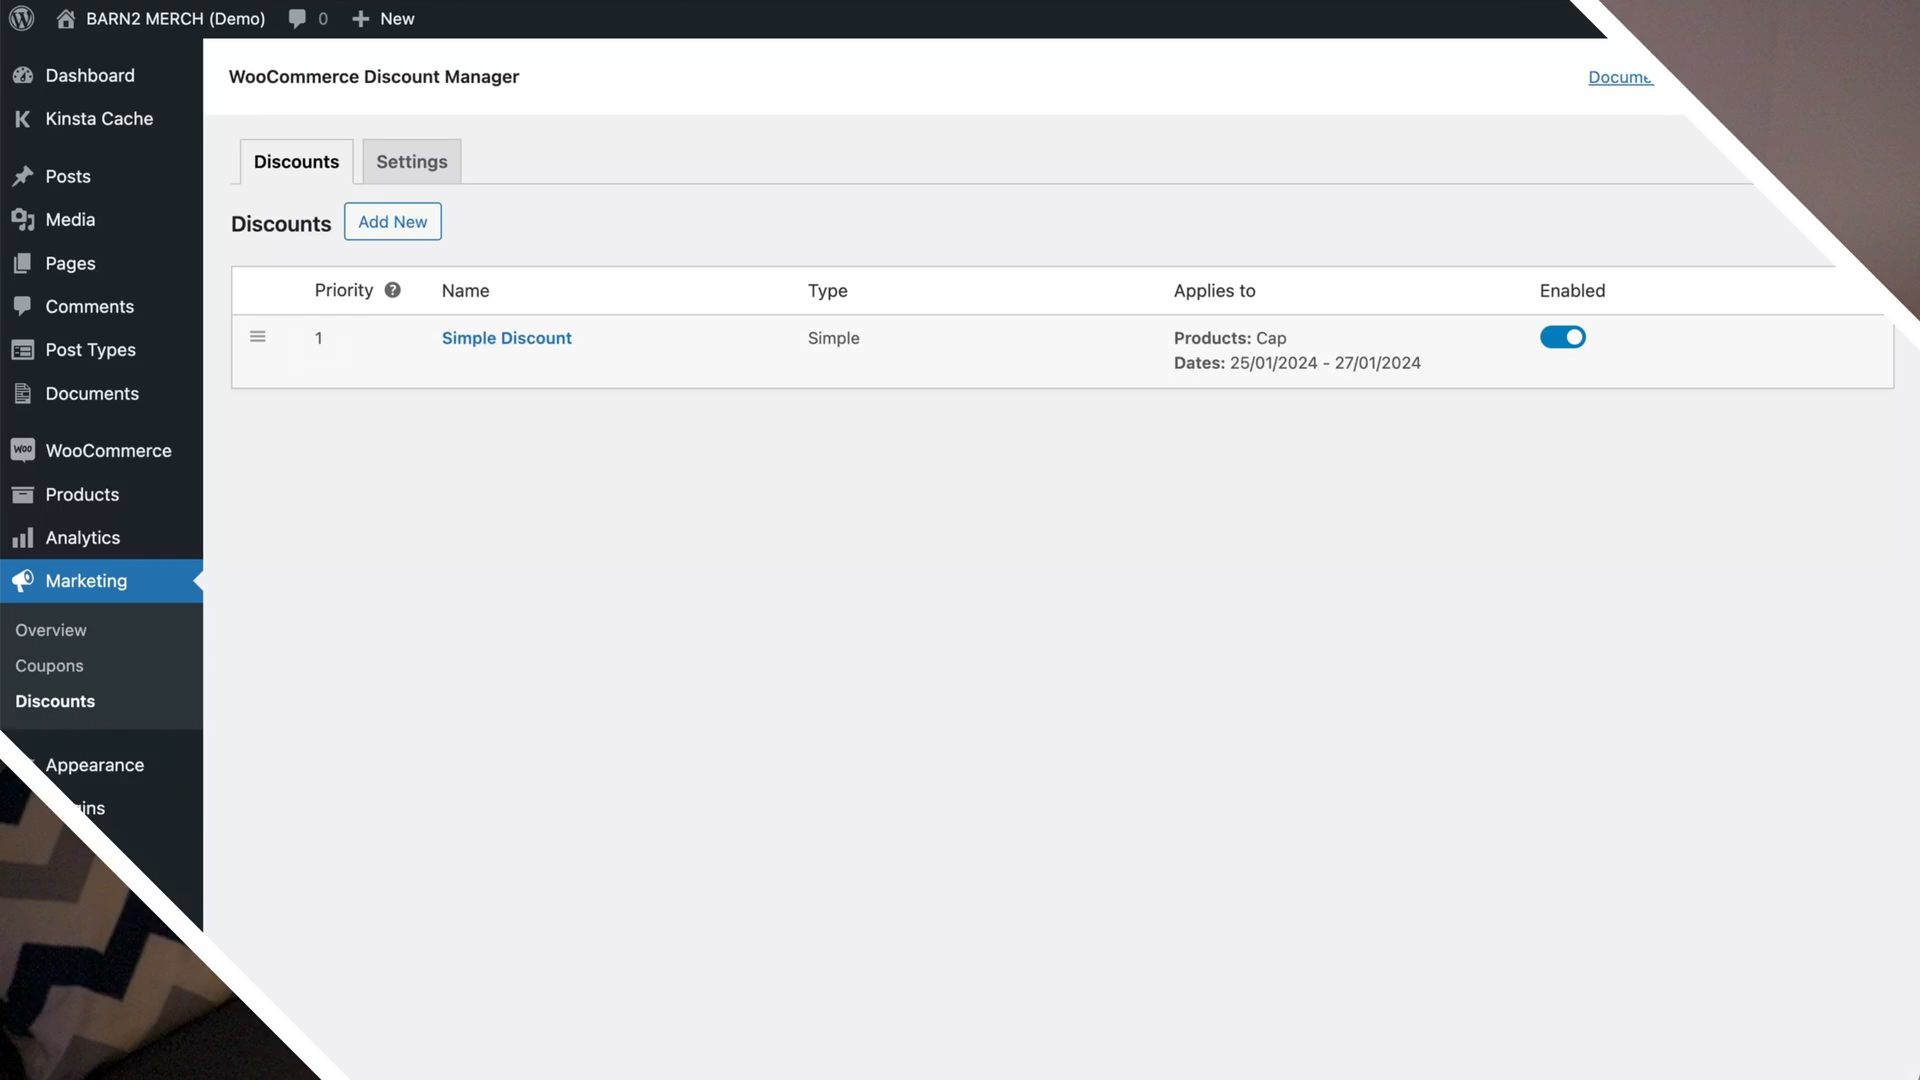 BARN2 MERCH (Demo) 0 New
Dashboard
Kinsta Cache
Posts
Media
Pages
Comments
Post Types
Documents
WOO WooCommerce
Products
Analytics
Marketing
Overview
Coupons
Discounts
Appearance
WooCommerce Discount Manager
Discounts Settings
Discounts Add New
Priority ? Name Type Applies to Enabled
1 Simple Discount Simple Products: Cap
Dates: 25/01/2024 - 27/01/2024